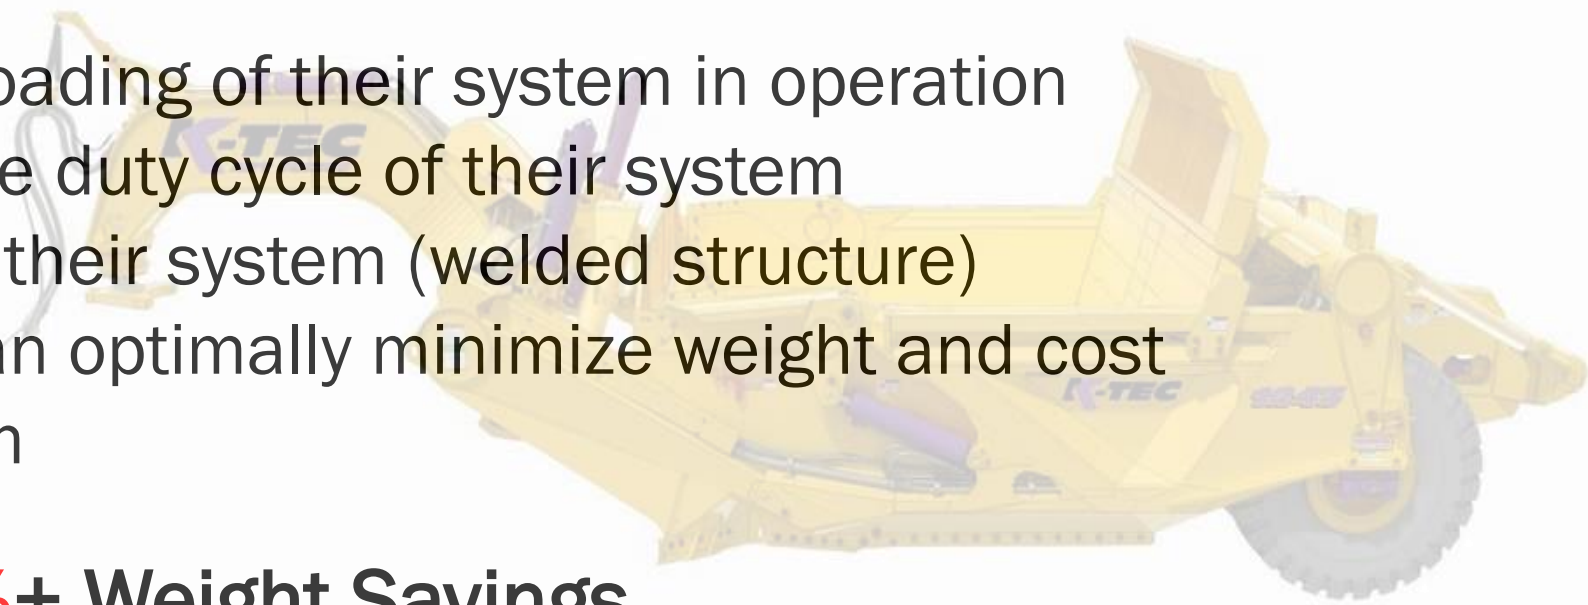 oading of their system in operation
e duty cycle of their system
their system (welded structure)
an optimally minimize weight and cost
n
+ Weight Savings
K-TEC
K-TEC